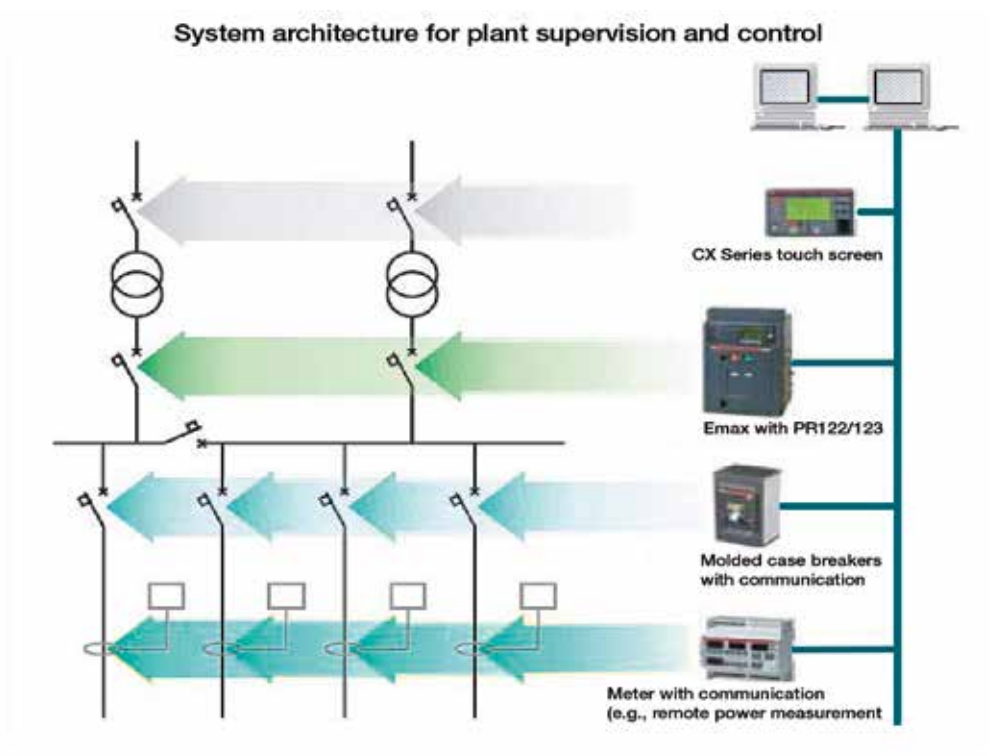 System architecture for plant supervision and control
CX Series touch screen
Emax with PR122/123
Molded case breakers
with communication
Meter with communication
(e.g., remote power measurement